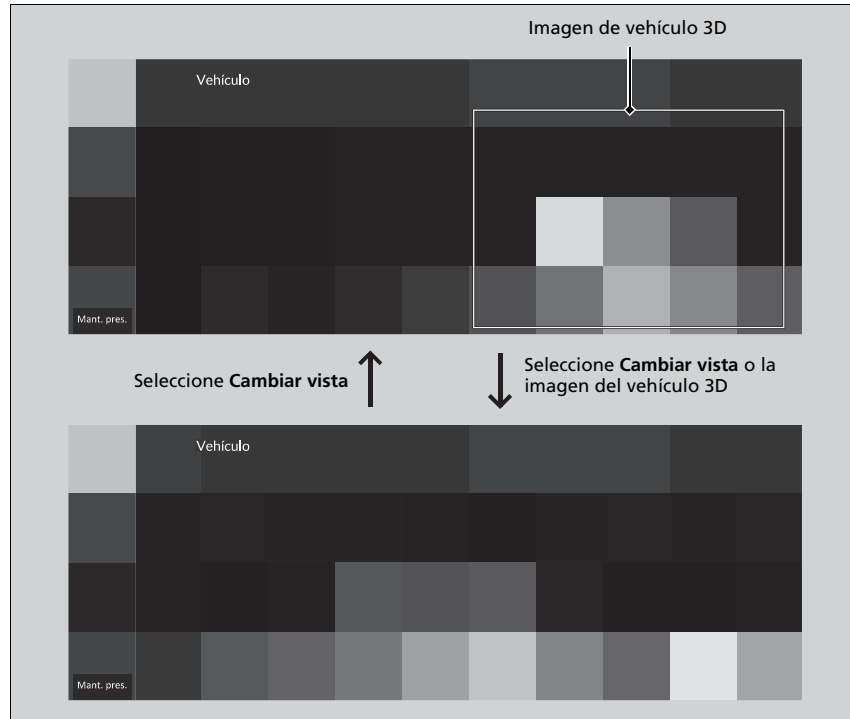 Imagen de vehículo 3D
Vehículo
Mant. pres.
Seleccione Cambiar vista
Seleccione Cambiar vista o la
imagen del vehículo 3D
Vehículo
Mant. pres.